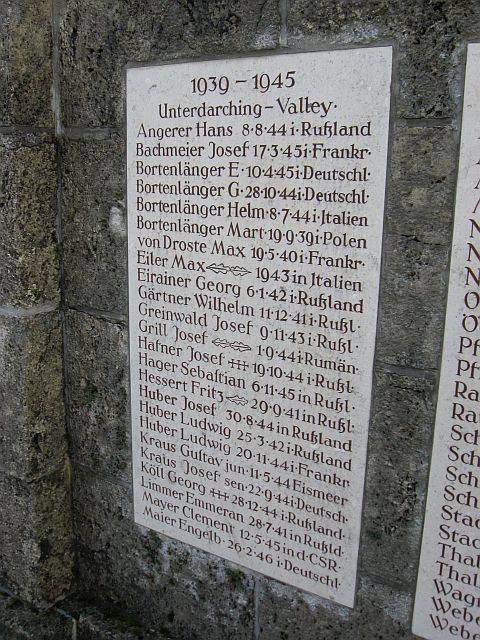 1939 – 1945
Unterdarching – Valley·
Angerer Hans 8·8·44 i·Rußland
Bachmeier Josef 17·3·45 i·Frankr·
Bortenlänger E· 10·4·45 i·Deutschl·
Bortenlänger G· 28·10·44 i·Deutschl·
Bortenlänger Helm· 8·7·44 i·Italien
Bortenlänger Mart· 19·9·39 i·Polen
von Droste Max 19·5·40 i·Frankr·
Eiler Max 1943 in Italien
Eirainer Georg 6·1·42 i·Rußland
Gärtner Wilhelm 11·12·41 i·Rußl·
Greinwald Josef 9·11·43 i·Rußl·
Grill Josef 1·9·44 i·Rumän·
Hafner Josef 19·10·44 i·Rußl·
Hager Sebastian 6·11·45 in Rußl·
Hessert Fritz 29·9·41 in Rußl·
Huber Josef 30·8·44 in Rußland
Huber Ludwig 25·3·42 i·Rußland
Huber Ludwig 20·11·44 i·Frankr
Kraus Gustav jun· 11·5·44 Eismeer
Kraus Josef sen· 22·9·44 i·Deutsch·
Köll Georg 28·12·44 i·Rußland·
Limmer Emmeran 28·7·41 in Rußld·
Mayer Clement 12·5·45 in d·CSR·
Maier Engelb· 26·2·46 i·Deutschl·